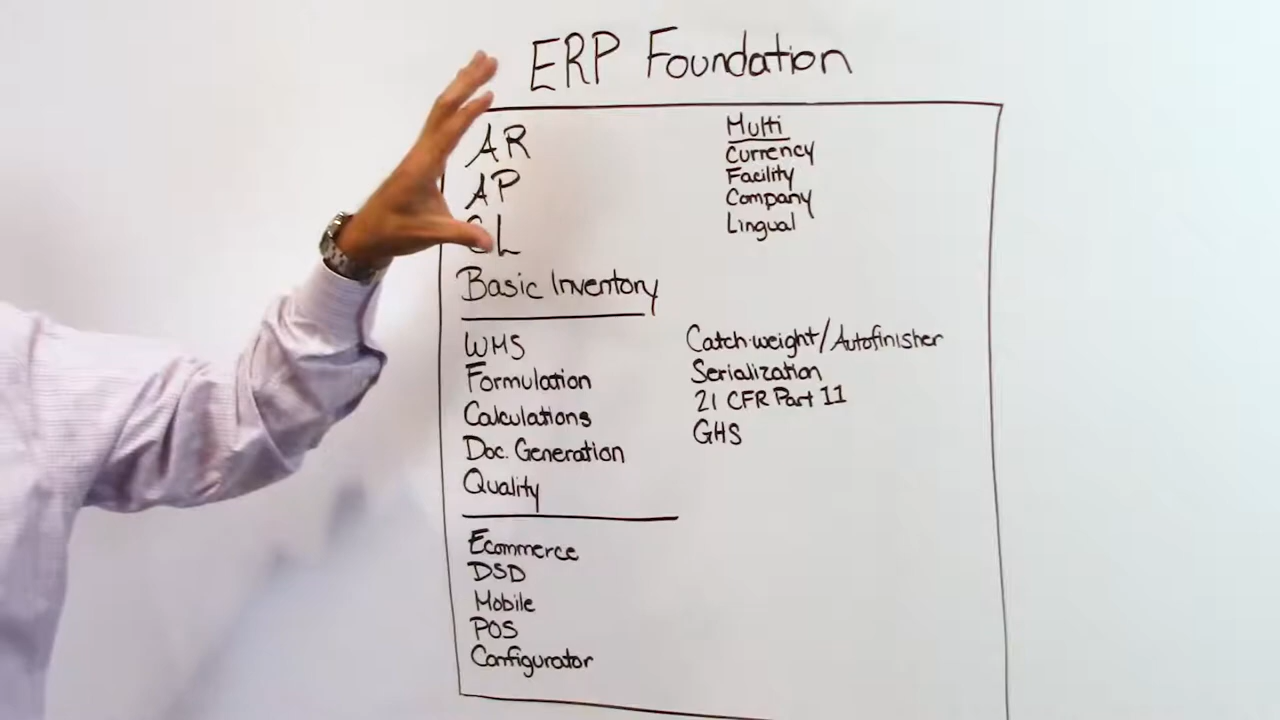 ERP Foundation
AR
AP
GL
Basic Inventory
Multi
Currency
Facility
Company
Lingual
WMS
Formulation
Calculations
Doc. Generation
Quality
Catch-weight/Autofinisher
Serialization
21 CFR Part 11
GHS
Ecommerce
DSD
Mobile
POS
Configurator